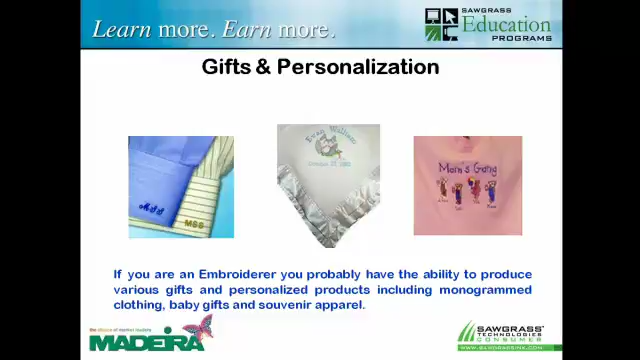 Learn more. Earn more.
SAWGRASS
Education
PROGRAMS
Gifts & Personalization
Evan William
Mom's Gang
MSS
If you are an Embroiderer you probably have the ability to produce
various gifts and personalized products including monogrammed
clothing, baby gifts and souvenir apparel.
MADEIRA
SAWGRASS
TECHNOLOGIES
CONSUMER